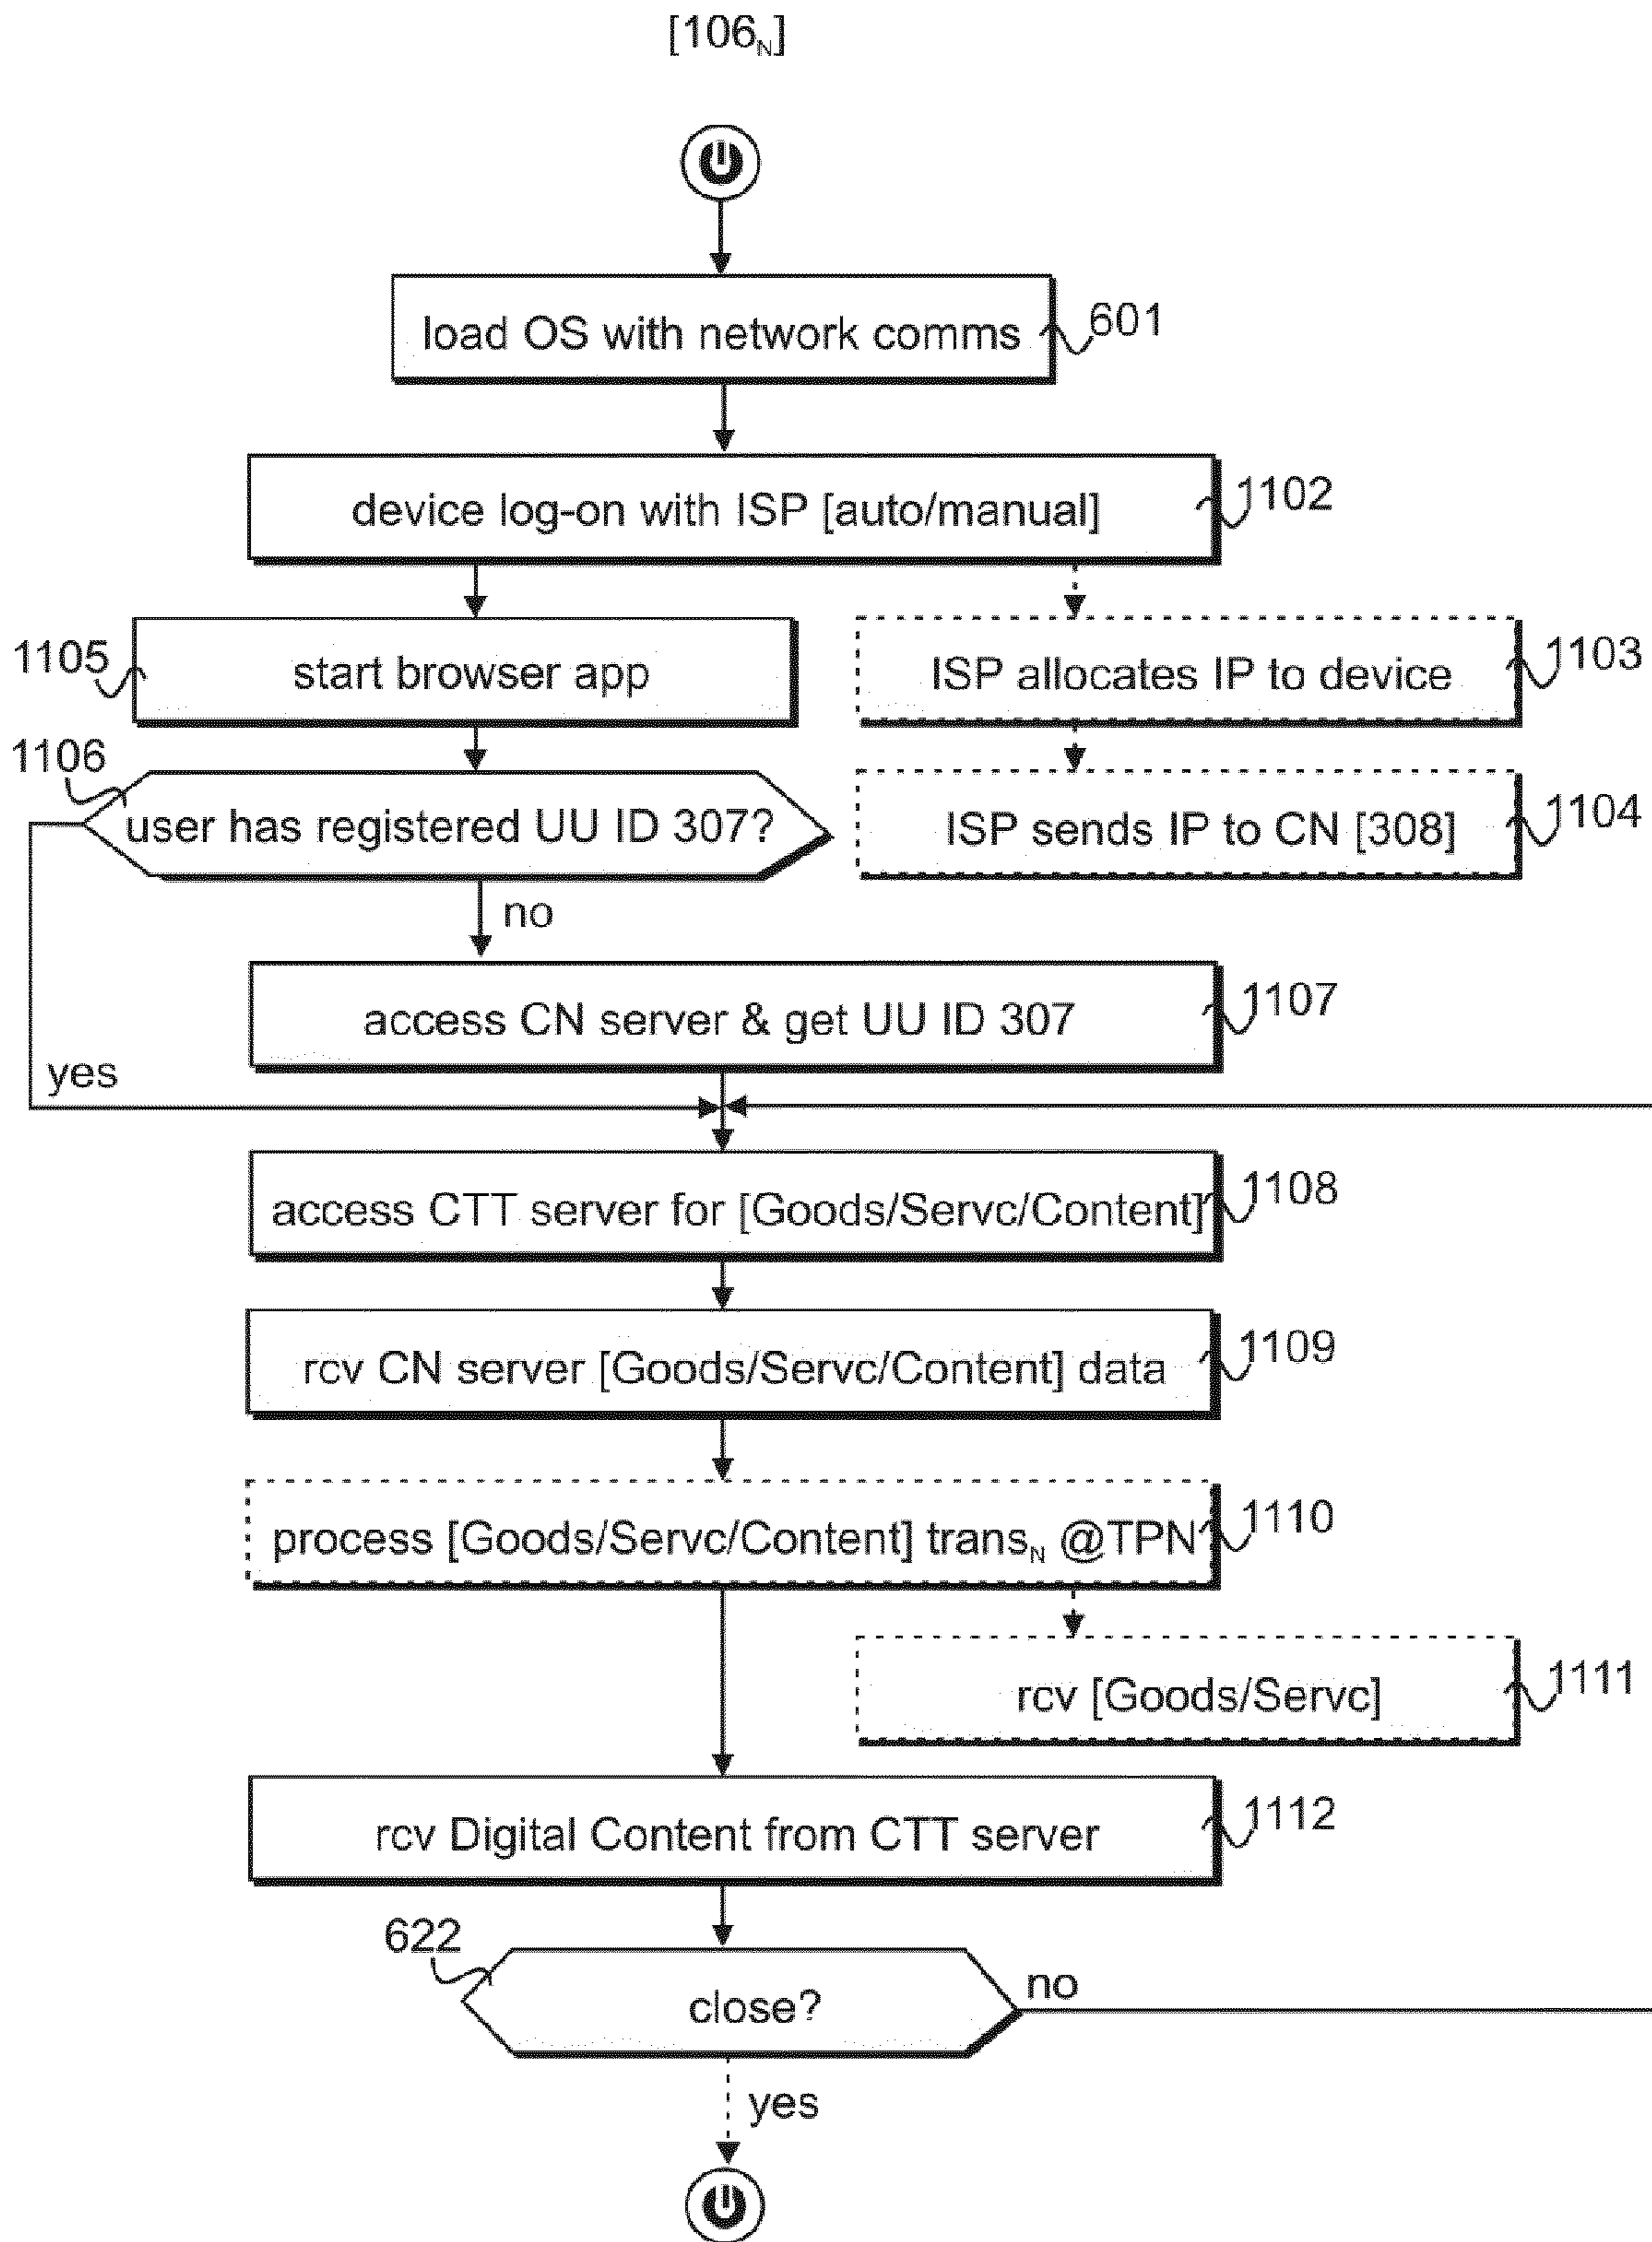 [106N]
load OS with network comms
601
device log-on with ISP [auto/manual]
1102
1105
start browser app
ISP allocates IP to device
1103
1106
user has registered UU ID 307?
ISP sends IP to CN [308]
1104
no
access CN server & get UU ID 307
1107
yes
access CTT server for [Goods/Servc/Content]
1108
rcv CN server [Goods/Servc/Content] data
1109
process [Goods/Servc/Content] transN @TPN
1110
rcv [Goods/Servc]
1111
rcv Digital Content from CTT server
1112
622
close?
no
yes